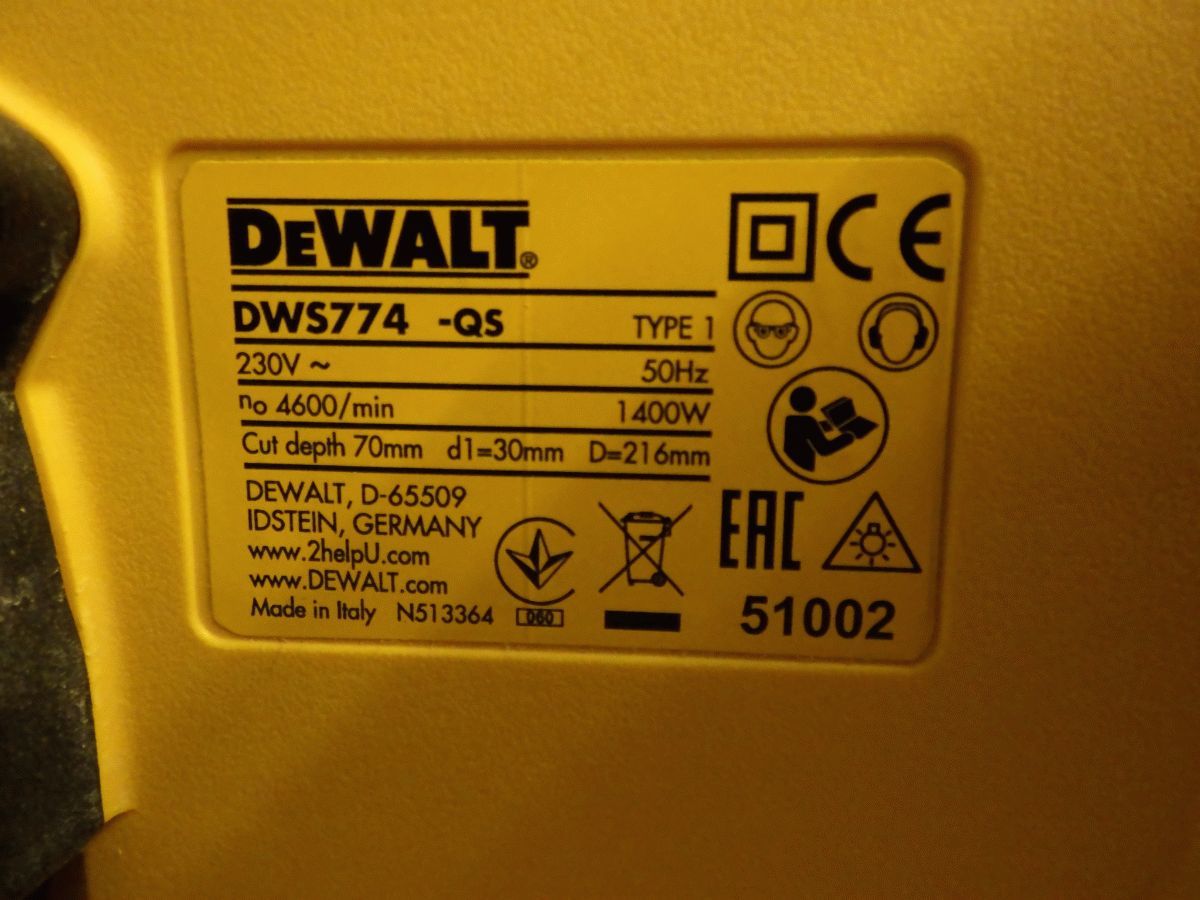 DEWALT®
DWS774 -QS TYPE 1
230V ~ 50Hz
no 4600/min 1400W
Cut depth 70mm d1=30mm D=216mm
DEWALT, D-65509
IDSTEIN, GERMANY
www.2helpU.com
www.DEWALT.com
Made in Italy N513364 060
CE
EAC
51002